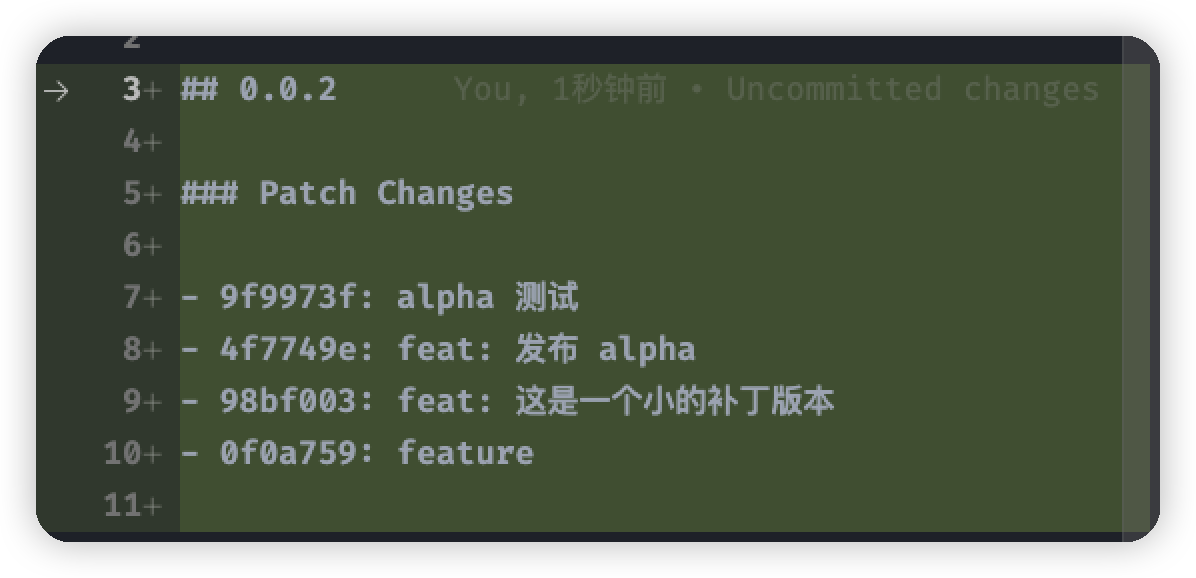 2
3+ ## 0.0.2 You, 1秒钟前 • Uncommitted changes
4+
5+ ### Patch Changes
6+
7+ - 9f9973f: alpha 测试
8+ - 4f7749e: feat: 发布 alpha
9+ - 98bf003: feat: 这是一个小的补丁版本
10+ - 0f0a759: feature
11+